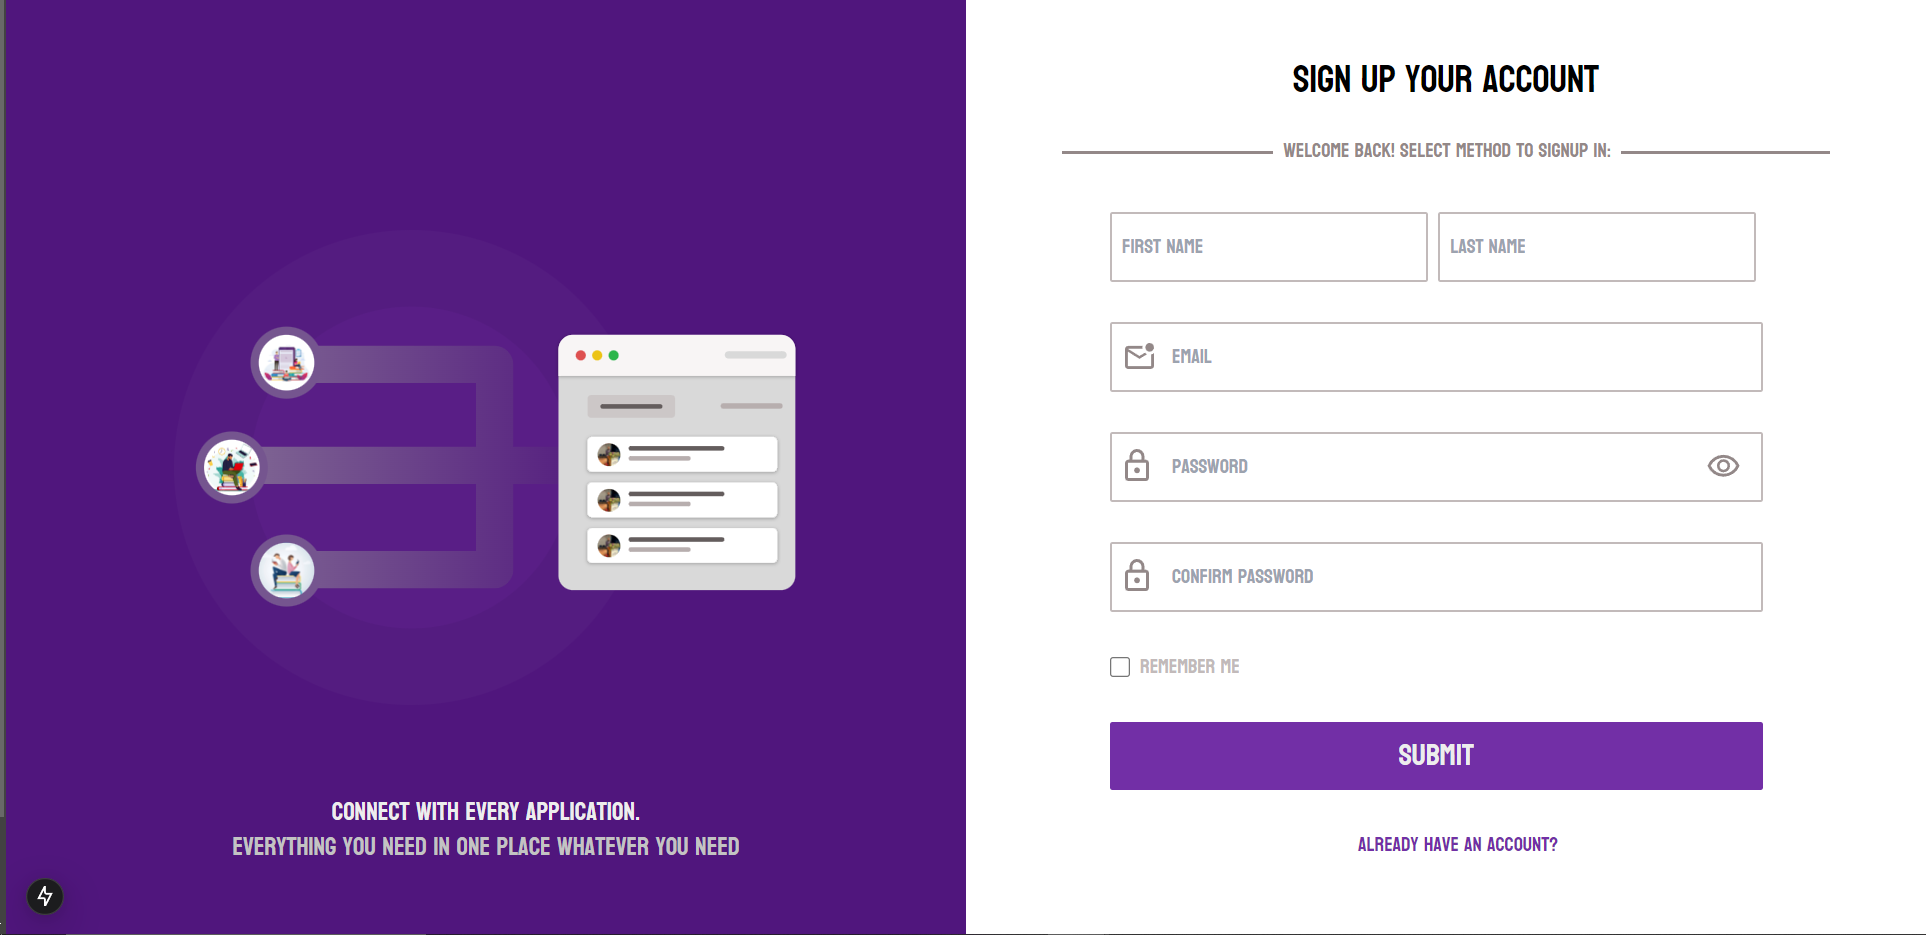 SIGN UP YOUR ACCOUNT
WELCOME BACK! SELECT METHOD TO SIGNUP IN:
FIRST NAME
LAST NAME
EMAIL
PASSWORD
CONFIRM PASSWORD
REMEMBER ME
SUBMIT
ALREADY HAVE AN ACCOUNT?
CONNECT WITH EVERY APPLICATION.
EVERYTHING YOU NEED IN ONE PLACE WHATEVER YOU NEED